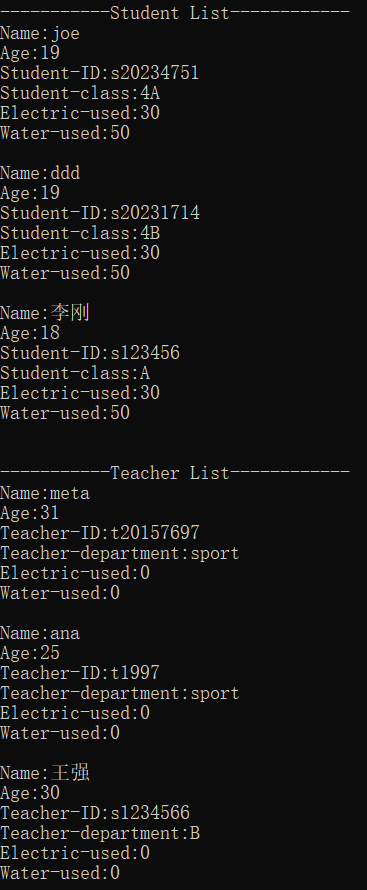 -----------Student List------------
Name:joe
Age:19
Student-ID:s20234751
Student-class:4A
Electric-used:30
Water-used:50
Name:ddd
Age:19
Student-ID:s20231714
Student-class:4B
Electric-used:30
Water-used:50
Name:李刚
Age:18
Student-ID:s123456
Student-class:A
Electric-used:30
Water-used:50
-----------Teacher List------------
Name:meta
Age:31
Teacher-ID:t20157697
Teacher-department:sport
Electric-used:0
Water-used:0
Name:ana
Age:25
Teacher-ID:t1997
Teacher-department:sport
Electric-used:0
Water-used:0
Name:王强
Age:30
Teacher-ID:s1234566
Teacher-department:B
Electric-used:0
Water-used:0